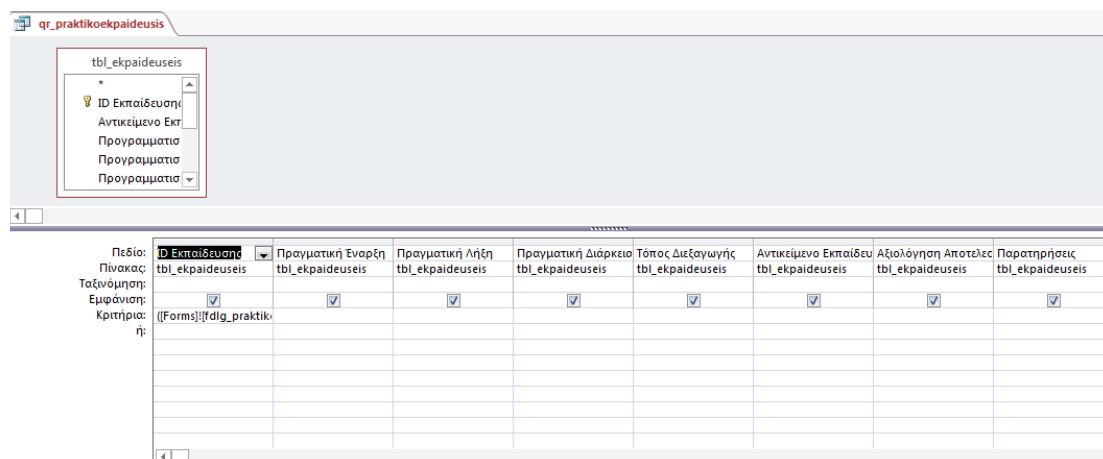 qr_praktikoekpaideusis
tbl_ekpaideuseis
*
ID Εκπαίδευσης
Αντικείμενο Εκπ
Προγραμματισ
Προγραμματισ
Προγραμματισ
Πεδίο: ID Εκπαίδευσης Πραγματική Έναρξη Πραγματική Λήξη Πραγματική Διάρκεια Τόπος Διεξαγωγής Αντικείμενο Εκπαίδευ Αξιολόγηση Αποτελες Παρατηρήσεις
Πίνακας: tbl_ekpaideuseis tbl_ekpaideuseis tbl_ekpaideuseis tbl_ekpaideuseis tbl_ekpaideuseis tbl_ekpaideuseis tbl_ekpaideuseis tbl_ekpaideuseis
Ταξινόμηση:
Εμφάνιση:
Κριτήρια: ([Forms]![fdlg_praktik
ή: